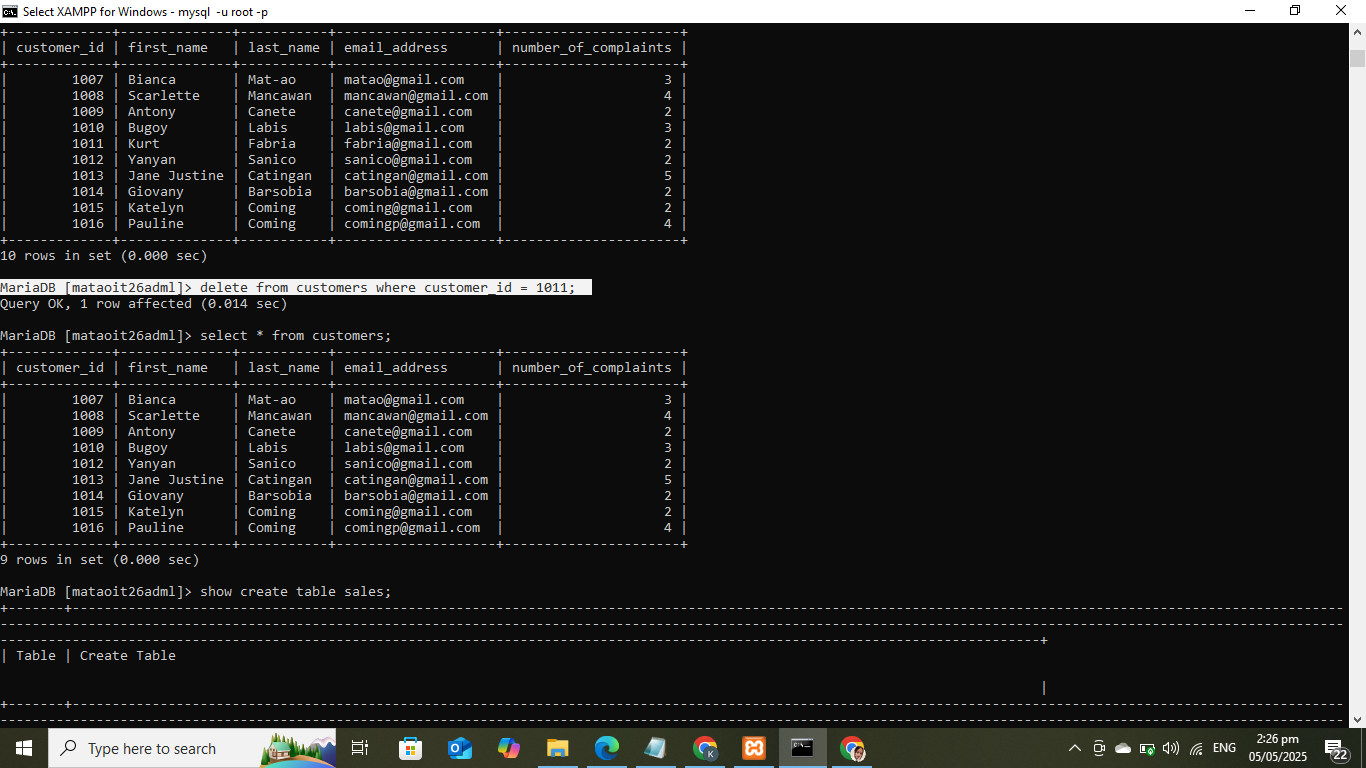 Select XAMPP for Windows - mysql  -u root -p
+-------------+--------------+-----------+--------------------+----------------------+
| customer_id | first_name   | last_name | email_address      | number_of_complaints |
+-------------+--------------+-----------+--------------------+----------------------+
|        1007 | Bianca       | Mat-ao    | matao@gmail.com    |                    3 |
|        1008 | Scarlette    | Mancawan  | mancawan@gmail.com |                    4 |
|        1009 | Antony       | Canete    | canete@gmail.com   |                    2 |
|        1010 | Bugoy        | Labis     | labis@gmail.com    |                    3 |
|        1011 | Kurt         | Fabria    | fabria@gmail.com   |                    2 |
|        1012 | Yanyan       | Sanico    | sanico@gmail.com   |                    2 |
|        1013 | Jane Justine | Catingan  | catingan@gmail.com |                    5 |
|        1014 | Giovany      | Barsobia  | barsobia@gmail.com |                    2 |
|        1015 | Katelyn      | Coming    | coming@gmail.com   |                    2 |
|        1016 | Pauline      | Coming    | comingp@gmail.com  |                    4 |
+-------------+--------------+-----------+--------------------+----------------------+
10 rows in set (0.000 sec)
MariaDB [mataoit26adml]> delete from customers where customer_id = 1011;
Query OK, 1 row affected (0.014 sec)
MariaDB [mataoit26adml]> select * from customers;
+-------------+--------------+-----------+--------------------+----------------------+
| customer_id | first_name   | last_name | email_address      | number_of_complaints |
+-------------+--------------+-----------+--------------------+----------------------+
|        1007 | Bianca       | Mat-ao    | matao@gmail.com    |                    3 |
|        1008 | Scarlette    | Mancawan  | mancawan@gmail.com |                    4 |
|        1009 | Antony       | Canete    | canete@gmail.com   |                    2 |
|        1010 | Bugoy        | Labis     | labis@gmail.com    |                    3 |
|        1012 | Yanyan       | Sanico    | sanico@gmail.com   |                    2 |
|        1013 | Jane Justine | Catingan  | catingan@gmail.com |                    5 |
|        1014 | Giovany      | Barsobia  | barsobia@gmail.com |                    2 |
|        1015 | Katelyn      | Coming    | coming@gmail.com   |                    2 |
|        1016 | Pauline      | Coming    | comingp@gmail.com  |                    4 |
+-------------+--------------+-----------+--------------------+----------------------+
9 rows in set (0.000 sec)
MariaDB [mataoit26adml]> show create table sales;
| Table | Create Table
|
Type here to search
ENG
2:26 pm
05/05/2025
22